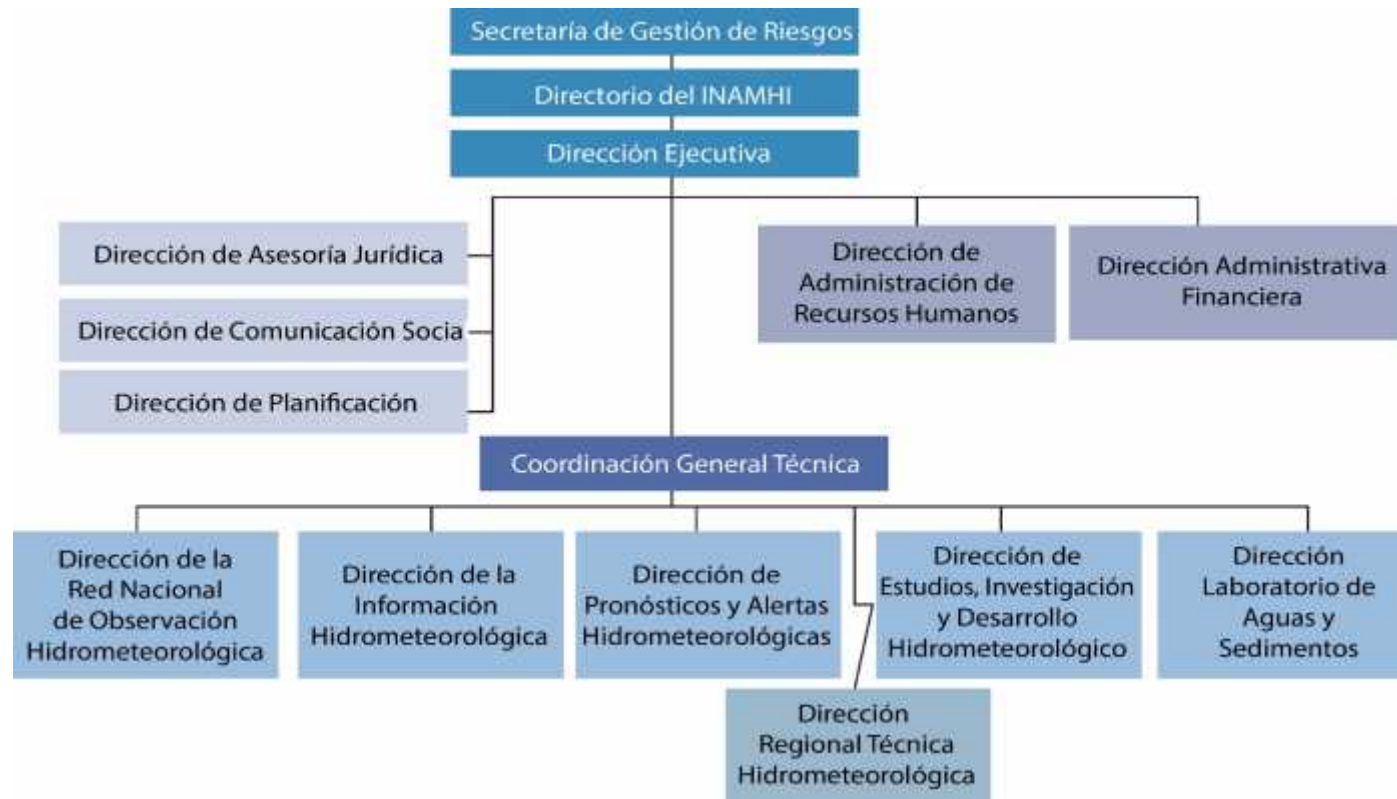 Secretaría de Gestión de Riesgos
Directorio del INAMHI
Dirección Ejecutiva
Dirección de Asesoría Jurídica
Dirección de Comunicación Socia
Dirección de Planificación
Dirección de
Administración de
Recursos Humanos
Dirección Administrativa
Financiera
Coordinación General Técnica
Dirección de la
Red Nacional
de Observación
Hidrometeorológica
Dirección de la
Información
Hidrometeorológica
Dirección de
Pronósticos y Alertas
Hidrometeorológicas
Dirección de
Estudios, Investigación
y Desarrollo
Hidrometeorológico
Dirección
Laboratorio de
Aguas y
Sedimentos
Dirección
Regional Técnica
Hidrometeorológica